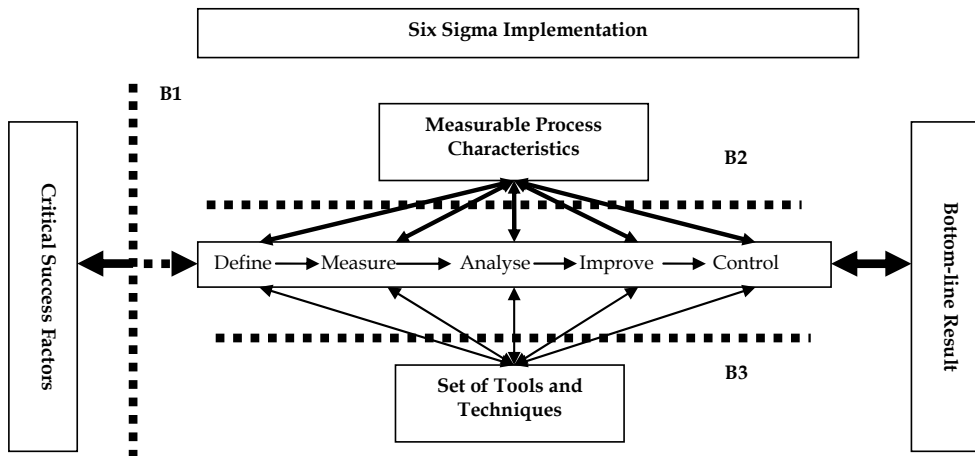 Six Sigma Implementation
B1
Measurable Process
Characteristics
B2
Critical Success Factors
Define Measure Analyse Improve Control
Bottom-line Result
B3
Set of Tools and
Techniques